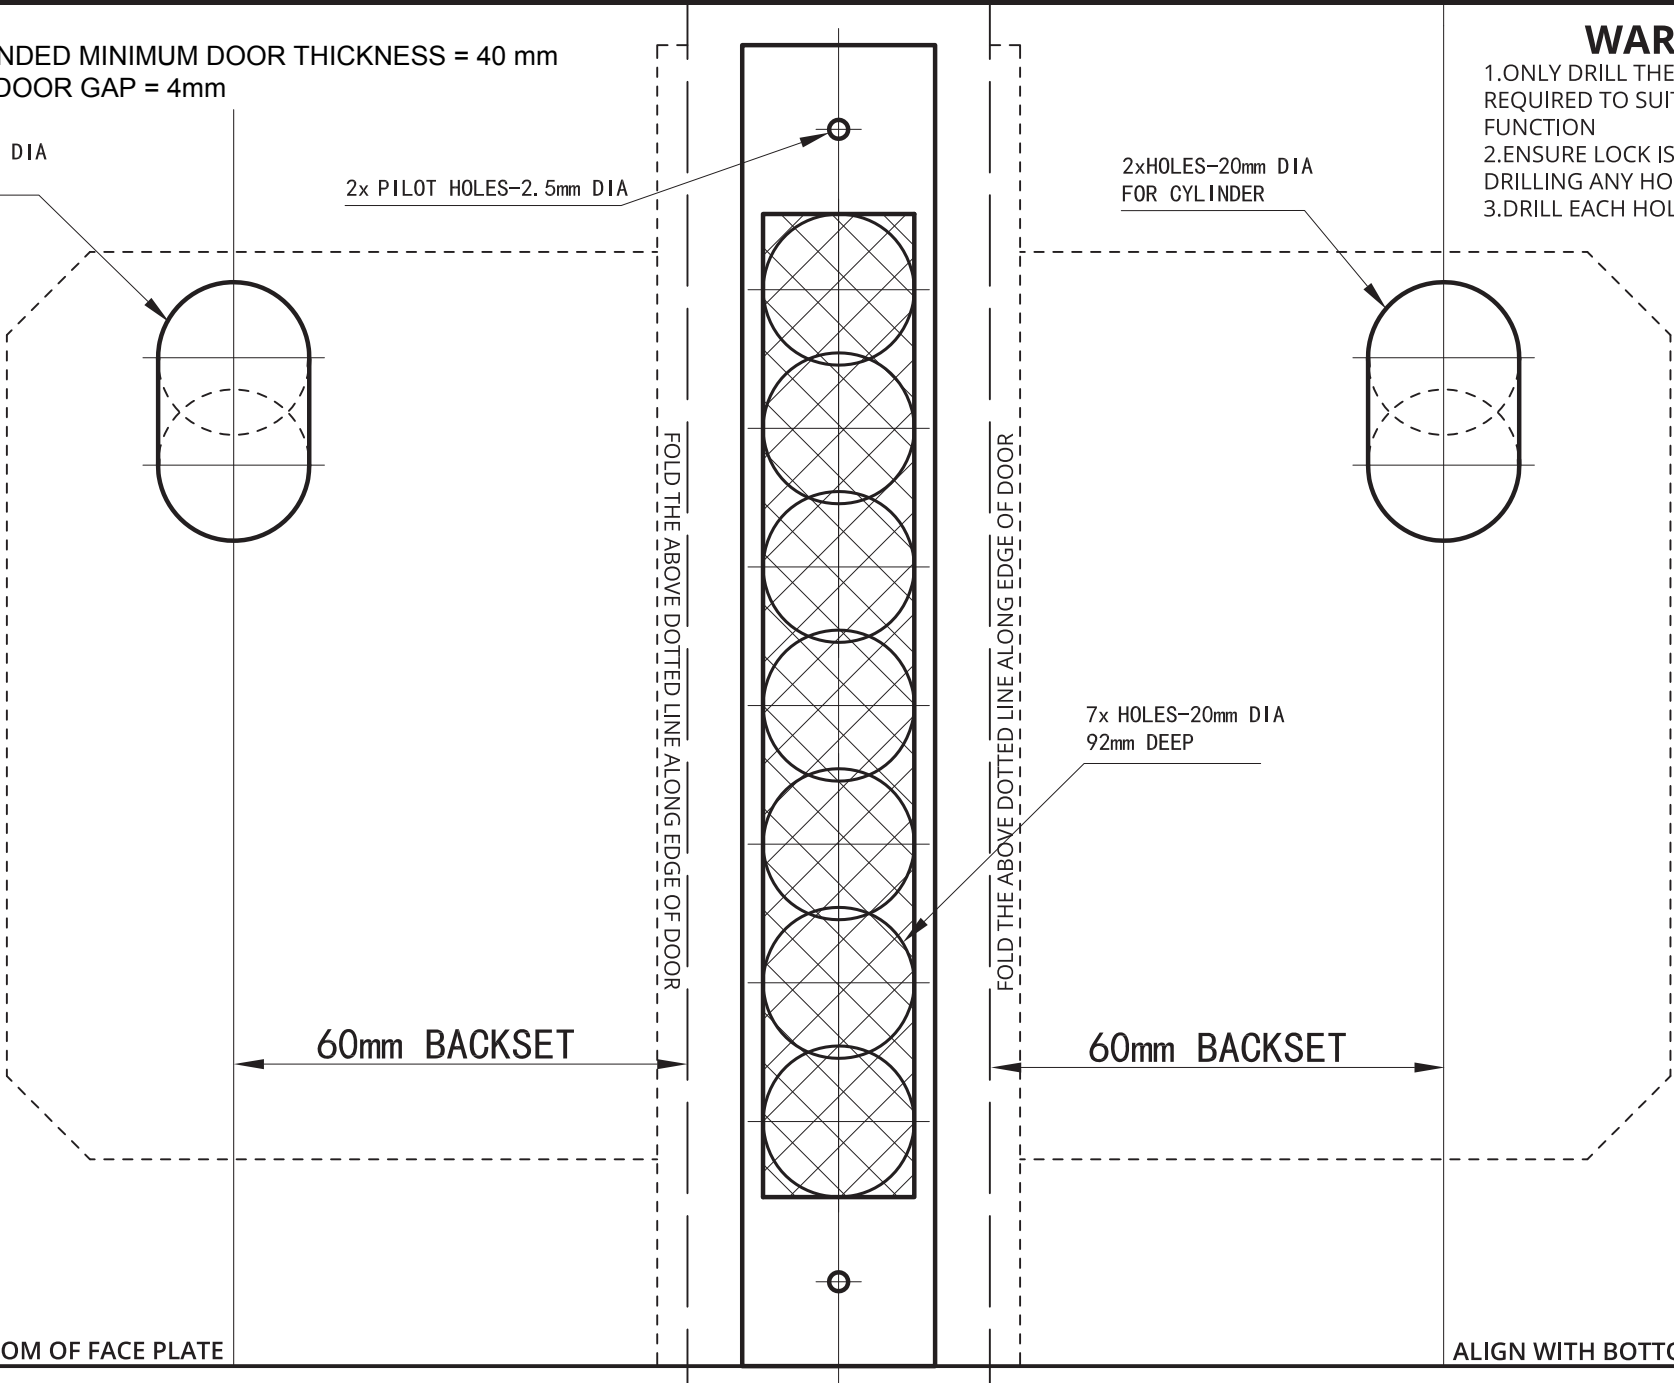 NDED MINIMUM DOOR THICKNESS = 40 mm
DOOR GAP = 4mm
DIA
2x PILOT HOLES-2.5mm DIA
2xHOLES-20mm DIA
FOR CYLINDER
WAR
1.ONLY DRILL THE
REQUIRED TO SUIT
FUNCTION
2.ENSURE LOCK IS
DRILLING ANY HO
3.DRILL EACH HOL
FOLD THE ABOVE DOTTED LINE ALONG EDGE OF DOOR
FOLD THE ABOVE DOTTED LINE ALONG EDGE OF DOOR
7x HOLES-20mm DIA
92mm DEEP
60mm BACKSET
60mm BACKSET
OM OF FACE PLATE
ALIGN WITH BOTTO